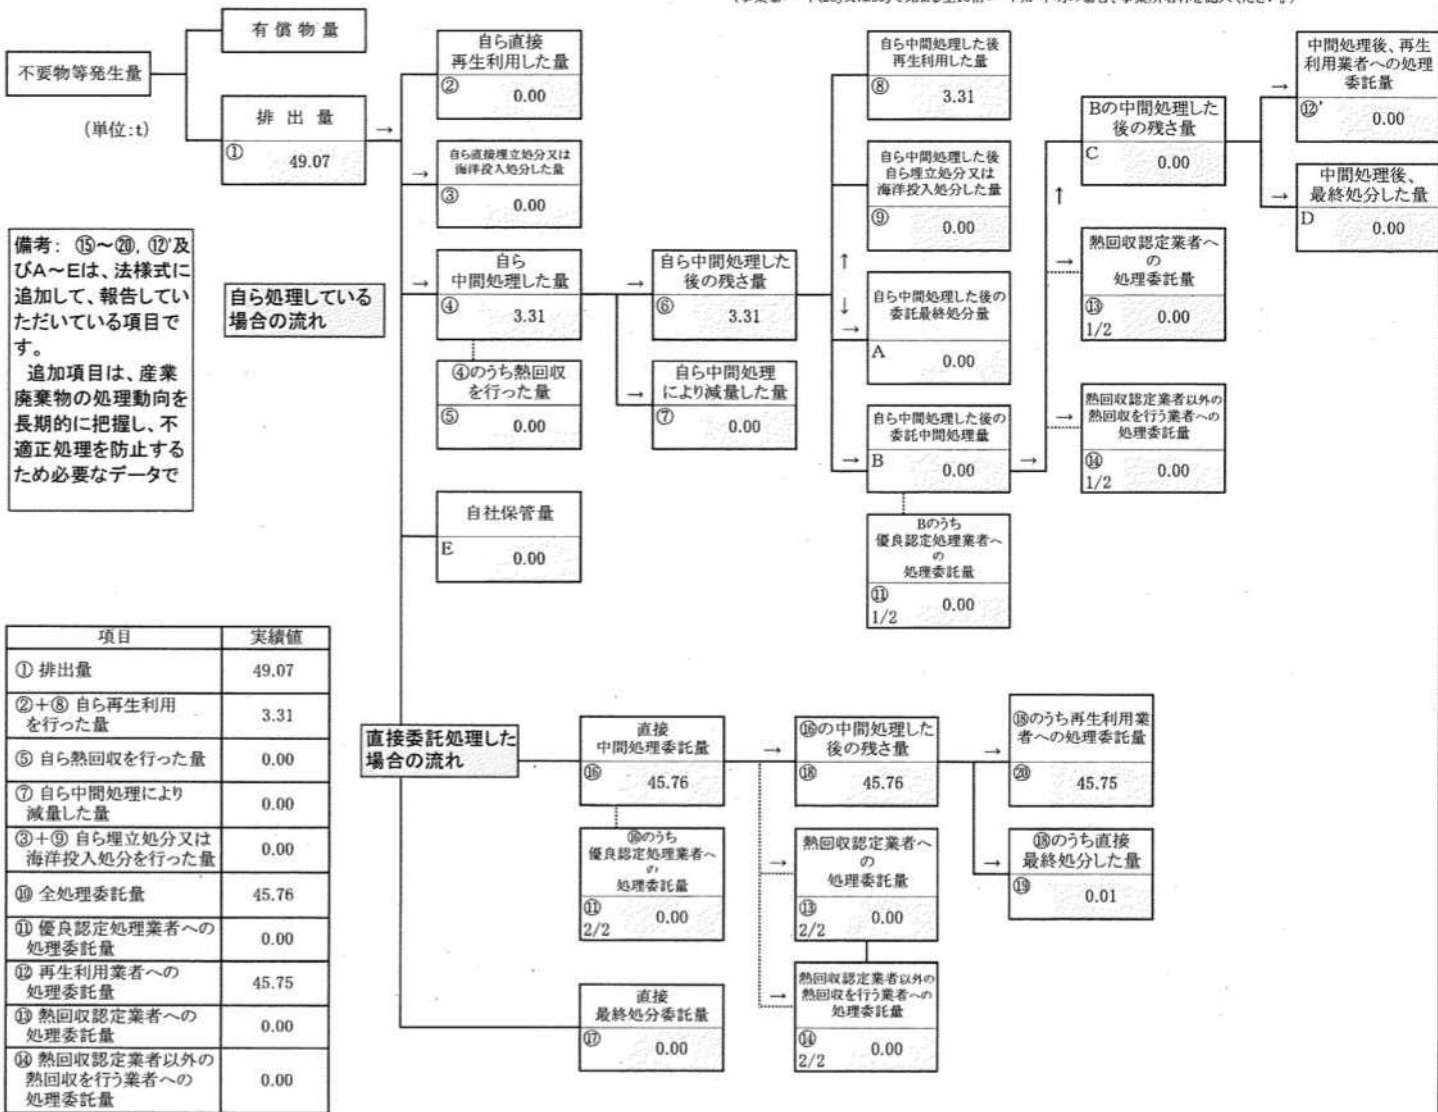 有償物量
不要物等発生量
(単位:t)
排出量
①
49.07
→
自ら直接
再生利用した量
②
0.00
→
自ら直接埋立処分又は
海洋投入処分した量
③
0.00
備考: ⑮～⑳, ⑫'及
びA～Eは、法様式に
追加して、報告してい
ただいている項目で
す。
追加項目は、産業
廃棄物の処理動向を
長期的に把握し、不
適正処理を防止する
ため必要なデータで
自ら処理している
場合の流れ
→
自ら
中間処理した量
④
3.31
④のうち熱回収
を行った量
⑤
0.00
→
自ら中間処理した
後の残さ量
⑥
3.31
→
自ら中間処理
により減量した量
⑦
0.00
自社保管量
E
0.00
自ら中間処理した後
再生利用した量
⑧
3.31
自ら中間処理した後
自ら埋立処分又は
海洋投入処分した量
⑨
0.00
↑
↓
→
自ら中間処理した後の
委託最終処分量
A
0.00
→
自ら中間処理した後の
委託中間処理量
B
0.00
→
Bのうち
優良認定処理業者へ
の
処理委託量
⑪
1/2
0.00
Bの中間処理した
後の残さ量
C
0.00
↑
→
熱回収認定業者へ
の
処理委託量
⑬
1/2
0.00
→
熱回収認定業者以外の
熱回収を行う業者への
処理委託量
⑭
1/2
0.00
→
中間処理後、再生
利用業者への処理
委託量
⑫'
0.00
→
中間処理後、
最終処分した量
D
0.00
項目 実績値
① 排出量 49.07
②+⑧ 自ら再生利用
を行った量 3.31
⑤ 自ら熱回収を行った量 0.00
⑦ 自ら中間処理により
減量した量 0.00
③+⑨ 自ら埋立処分又は
海洋投入処分を行った量 0.00
⑩ 全処理委託量 45.76
⑪ 優良認定処理業者への
処理委託量 0.00
⑫ 再生利用業者への
処理委託量 45.75
⑬ 熱回収認定業者への
処理委託量 0.00
⑭ 熱回収認定業者以外の
熱回収を行う業者への
処理委託量 0.00
直接委託処理した
場合の流れ
直接
中間処理委託量
⑯
45.76
⑯のうち
優良認定処理業者へ
の
処理委託量
⑪
2/2
0.00
直接
最終処分委託量
⑰
0.00
→
⑯の中間処理した
後の残さ量
⑱
45.76
→
熱回収認定業者へ
の
処理委託量
⑬
2/2
0.00
→
熱回収認定業者以外の
熱回収を行う業者への
処理委託量
⑭
2/2
0.00
→
⑱のうち再生利用業
者への処理委託量
⑳
45.75
→
⑱のうち直接
最終処分した量
⑲
0.01